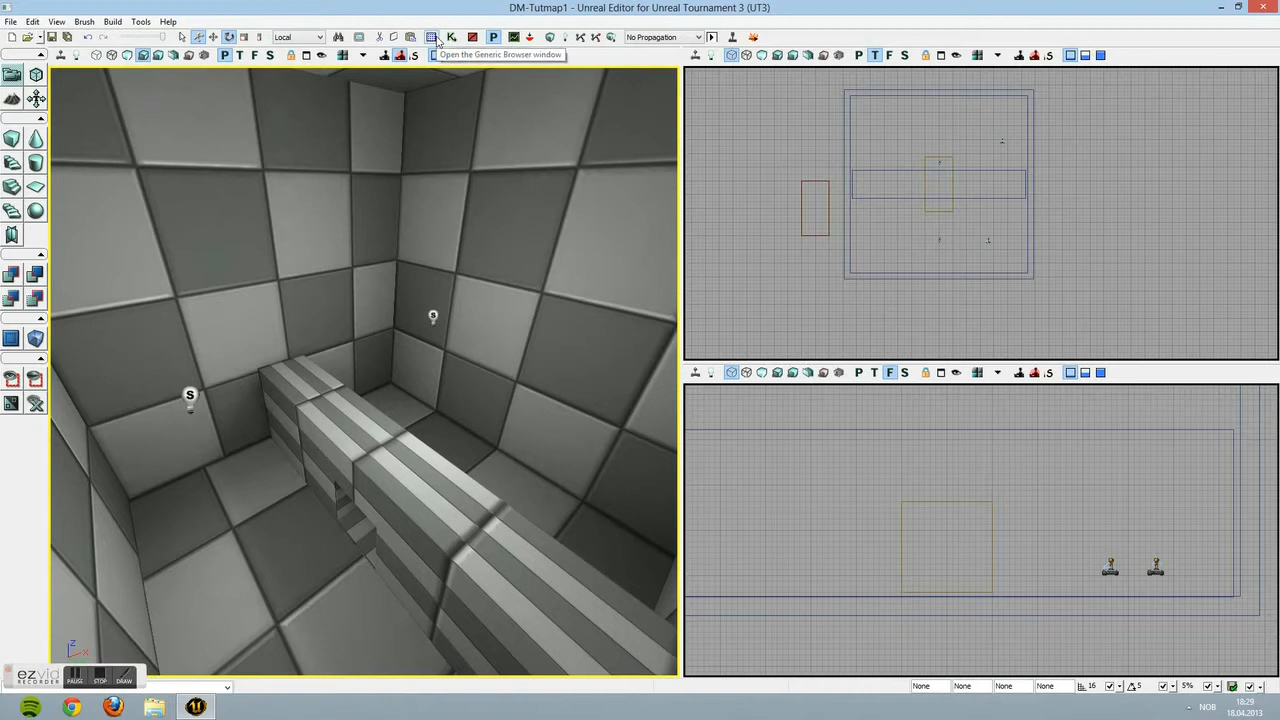 DM-Tutmap1 - Unreal Editor for Unreal Tournament 3 (UT3)
File Edit View Brush Build Tools Help
Local
No Propagation
Open the Generic Browser window
P T F S
P T F S
P T F S
S
S
Z
X
ezvid
RECORDER
PAUSE STOP DRAW
None None None None 16 5 5%
NOB
18:29
18.04.2013